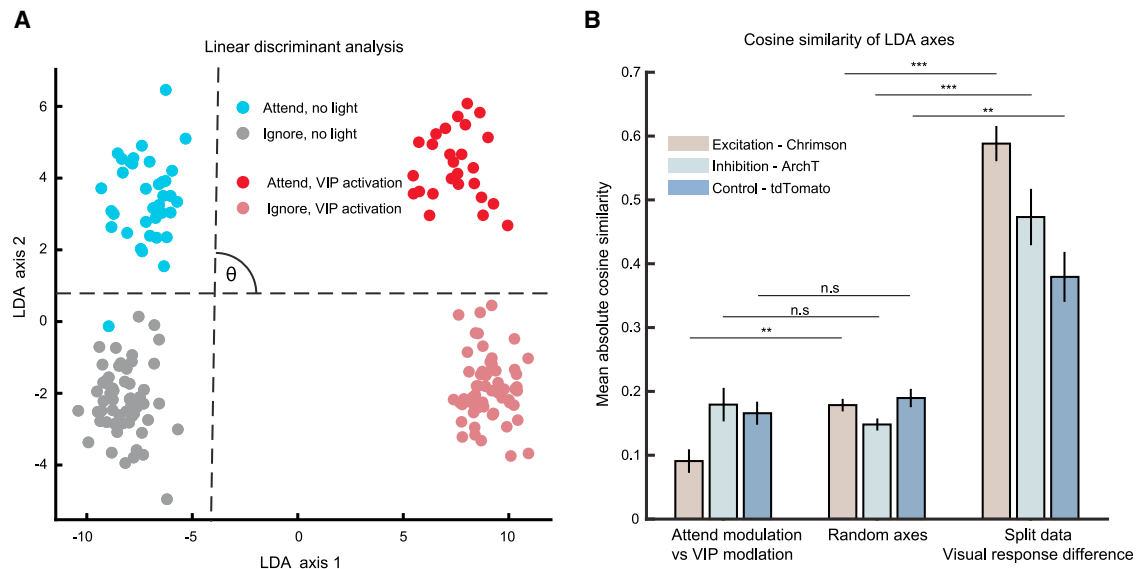 A
Linear discriminant analysis
LDA axis 2
6
4
2
0
-2
-4
Attend, no light
Ignore, no light
Attend, VIP activation
Ignore, VIP activation
θ
-10
-5
0
5
10
LDA axis 1
B
Cosine similarity of LDA axes
Mean absolute cosine similarity
0.7
0.6
0.5
0.4
0.3
0.2
0.1
0
***
***
**
Excitation - Chrimson
Inhibition - ArchT
Control - tdTomato
n.s
n.s
**
Attend modulation
vs VIP modlation
Random axes
Split data
Visual response difference